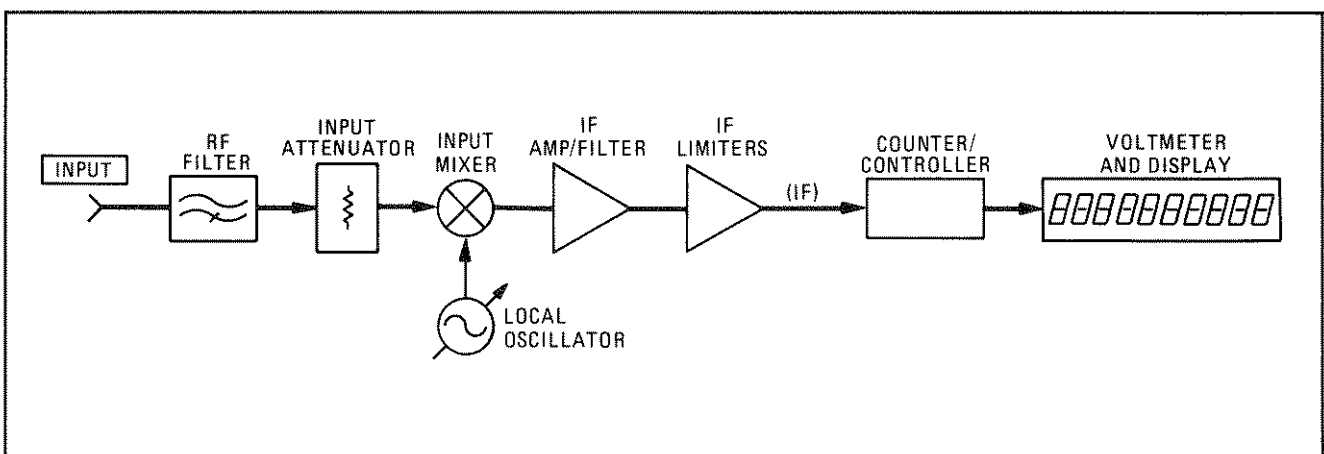 INPUT
RF
FILTER
INPUT
ATTENUATOR
INPUT
MIXER
LOCAL
OSCILLATOR
IF
AMP/FILTER
IF
LIMITERS
(IF)
COUNTER/
CONTROLLER
VOLTMETER
AND DISPLAY
8888888888